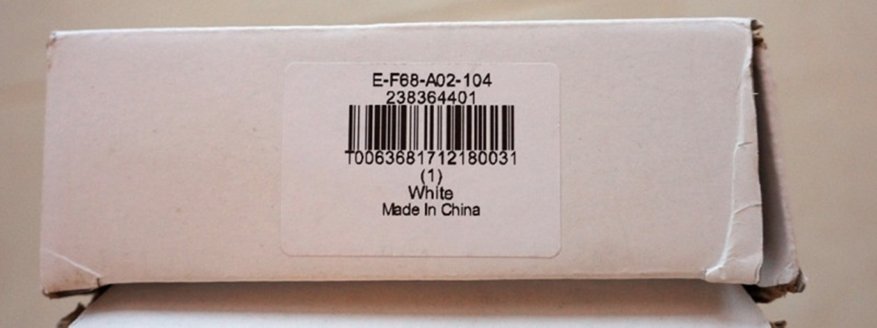 E-F68-A02-104
238364401
T0063681712180031
(1)
White
Made In China